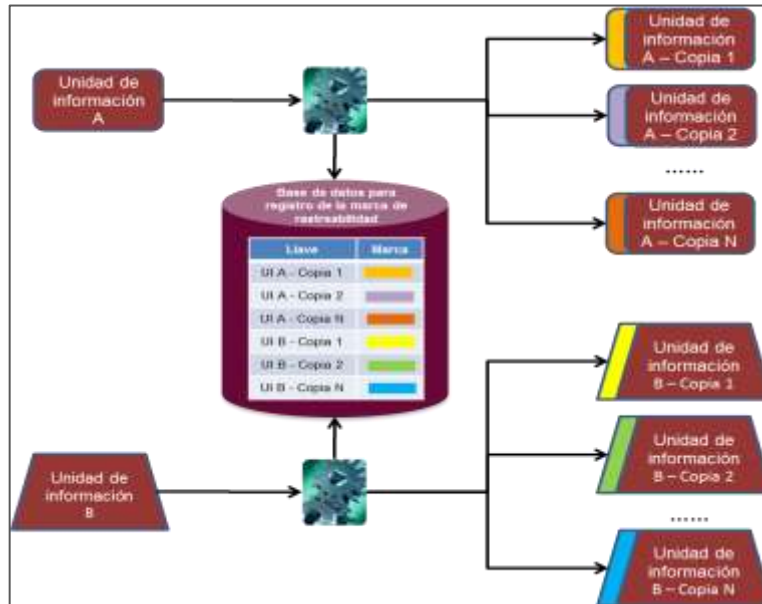 Unidad de
información
A
Unidad de
información
A – Copia 1
Unidad de
información
A – Copia 2
......
Unidad de
información
A – Copia N
Base de datos para
registro de la marca de
rastreabilidad
Llave Marca
UI A - Copia 1
UI A - Copia 2
UI A - Copia N
UI B - Copia 1
UI B - Copia 2
UI B - Copia N
Unidad de
información
B
Unidad de
información
B – Copia 1
Unidad de
información
B – Copia 2
......
Unidad de
información
B – Copia N